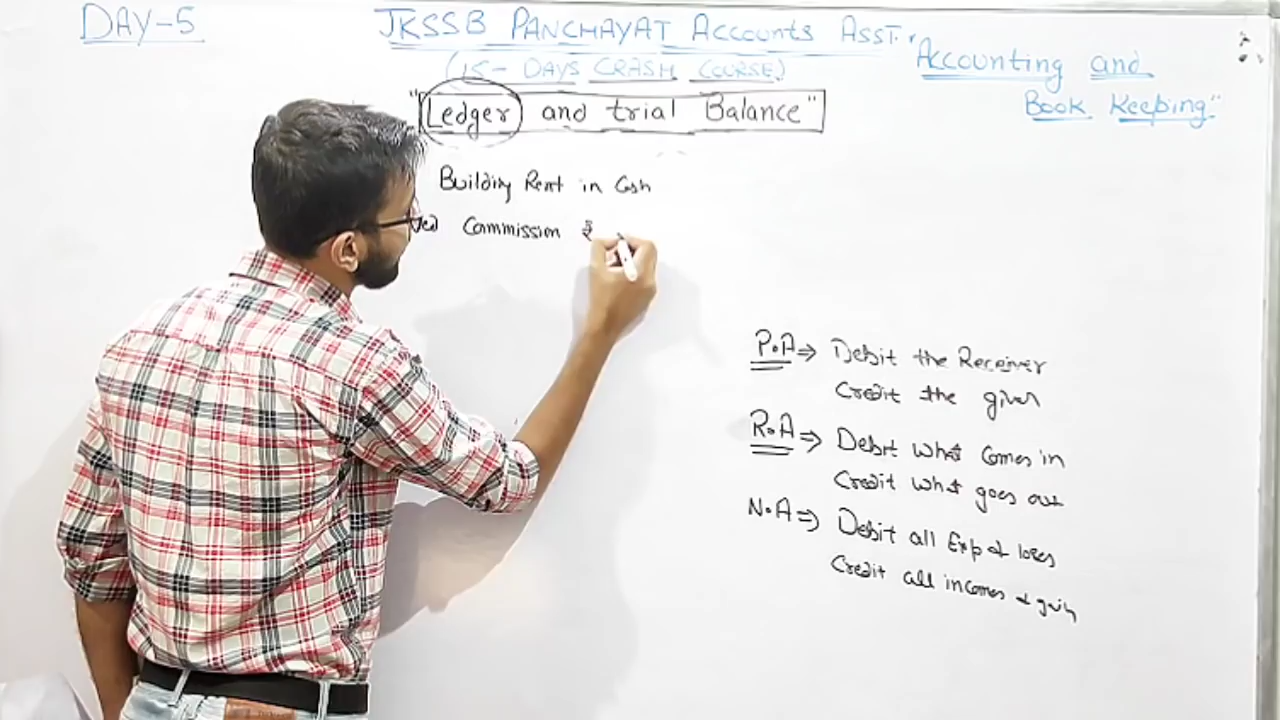 DAY-5
JKSSB PANCHAYAT Accounts Asst.
(15-DAYS CRASH COURSE)
"Accounting and
Book Keeping"
"Ledger and trial Balance"
Building Rent in Cash
Commission ₹
P.A ⇒ Debit the Receiver
Credit the giver
R.A ⇒ Debit what comes in
Credit what goes out
N.A ⇒ Debit all Exp & loses
Credit all incomes & gain